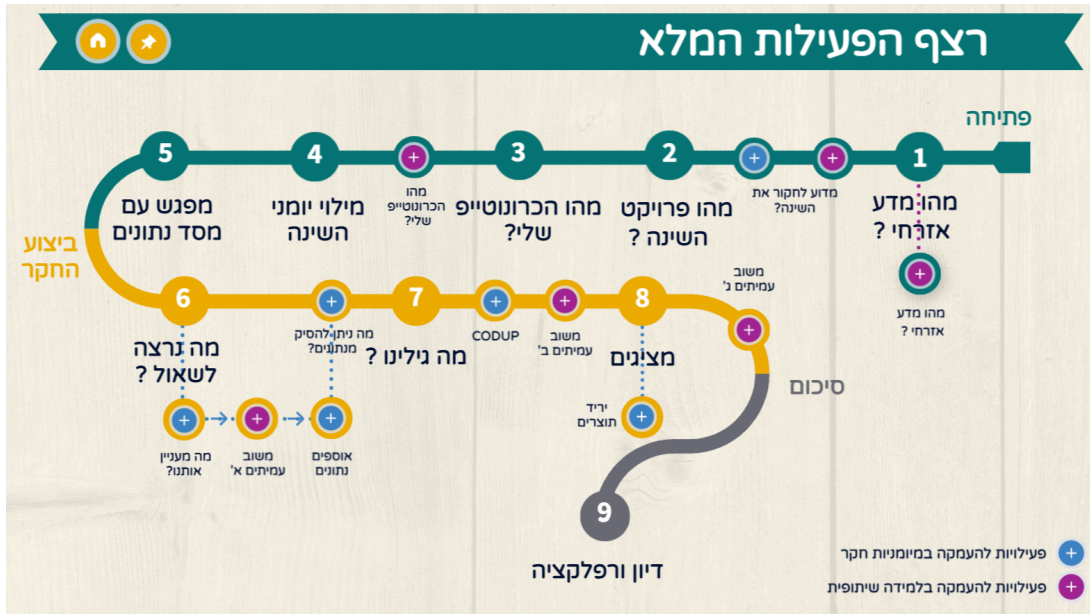 רצף הפעילות המלא
פתיחה
1
מהו מדע
אזרחי ?
מהו מדע
אזרחי ?
מדוע לחקור את
השינה?
2
מהו פרויקט
השינה ?
3
מהו הכרונוטייפ
שלי?
מהו
הכרונוטייפ
שלי?
4
מילוי יומני
השינה
5
מפגש עם
מסד נתונים
ביצוע
החקר
6
מה נרצה
לשאול ?
מה מעניין
אותנו?
משוב
עמיתים א'
אוספים
נתונים
מה ניתן להסיק
מנתונים?
7
מה גילינו ?
CODUP
משוב
עמיתים ב'
8
מציגים
יריד
תוצרים
משוב
עמיתים ג'
סיכום
9
דיון ורפלקציה
פעילויות להעמקה במיומניות חקר
פעילויות להעמקה בלמידה שיתופית